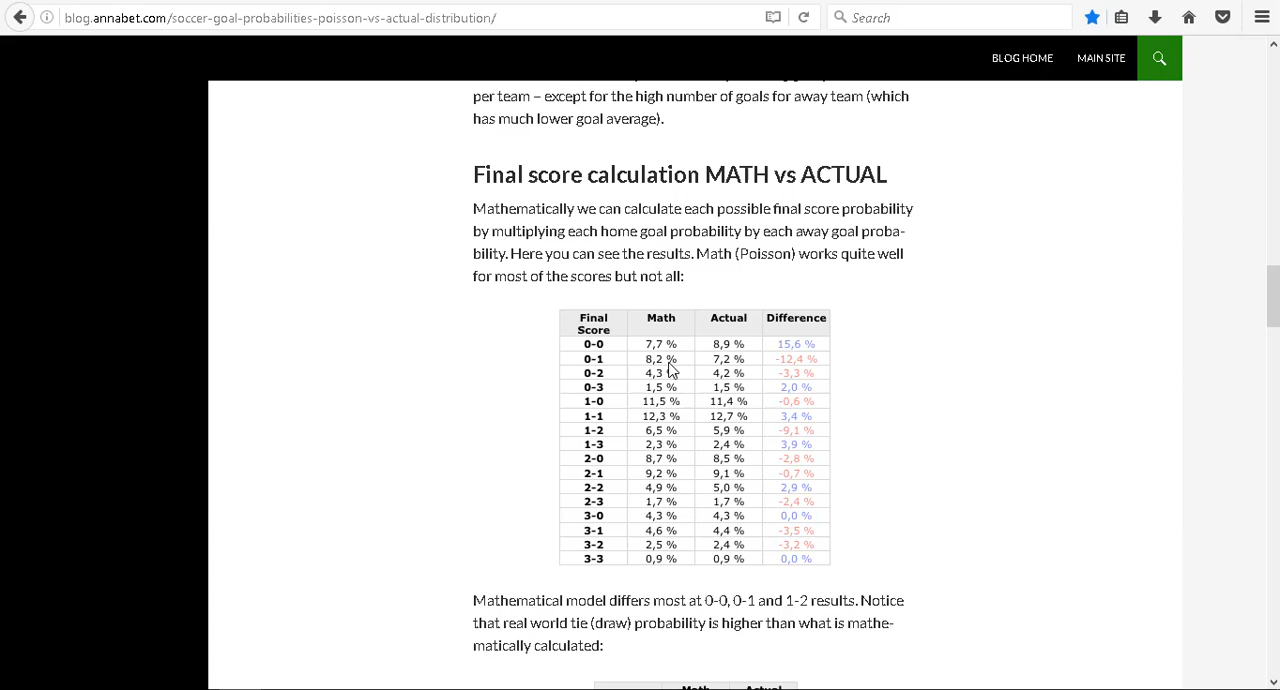 blog.annabet.com/soccer-goal-probabilities-poisson-vs-actual-distribution/
Search
BLOG HOME MAIN SITE
per team – except for the high number of goals for away team (which
has much lower goal average).
Final score calculation MATH vs ACTUAL
Mathematically we can calculate each possible final score probability
by multiplying each home goal probability by each away goal proba-
bility. Here you can see the results. Math (Poisson) works quite well
for most of the scores but not all:
Final Score Math Actual Difference
0-0 7,7 % 8,9 % 15,6 %
0-1 8,2 % 7,2 % -12,4 %
0-2 4,3 % 4,2 % -3,3 %
0-3 1,5 % 1,5 % 2,0 %
1-0 11,5 % 11,4 % -0,6 %
1-1 12,3 % 12,7 % 3,4 %
1-2 6,5 % 5,9 % -9,1 %
1-3 2,3 % 2,4 % 3,9 %
2-0 8,7 % 8,5 % -2,8 %
2-1 9,2 % 9,1 % -0,7 %
2-2 4,9 % 5,0 % 2,9 %
2-3 1,7 % 1,7 % -2,4 %
3-0 4,3 % 4,3 % 0,0 %
3-1 4,6 % 4,4 % -3,5 %
3-2 2,5 % 2,4 % -3,2 %
3-3 0,9 % 0,9 % 0,0 %
Mathematical model differs most at 0-0, 0-1 and 1-2 results. Notice
that real world tie (draw) probability is higher than what is mathe-
matically calculated:
Math Actual